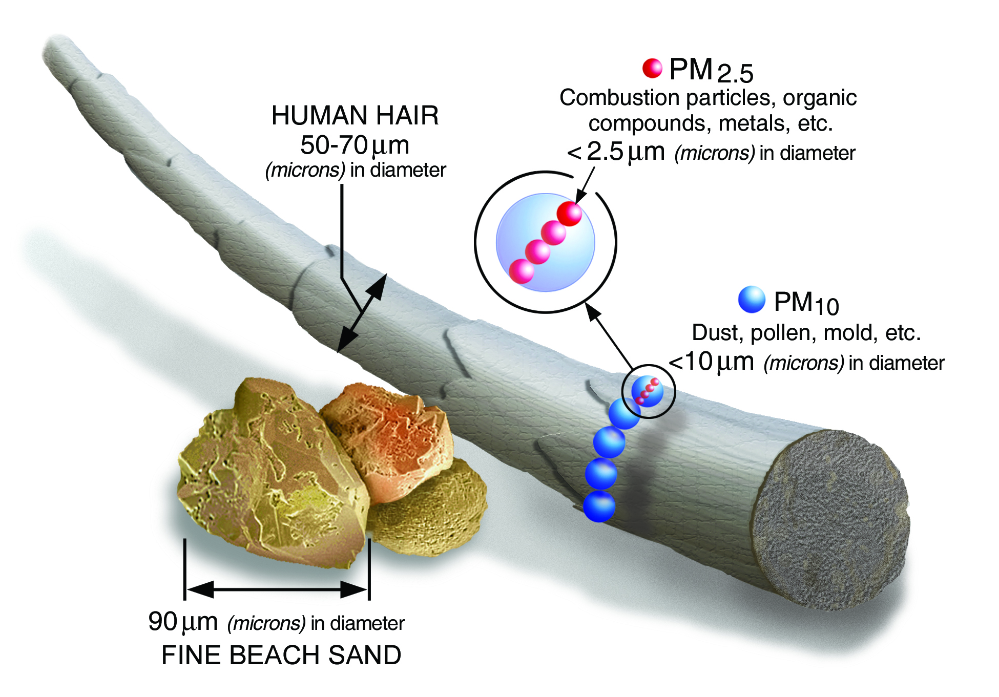 HUMAN HAIR
50-70 µm
(microns) in diameter
PM 2.5
Combustion particles, organic
compounds, metals, etc.
< 2.5 µm (microns) in diameter
PM10
Dust, pollen, mold, etc.
<10 µm (microns) in diameter
90 µm (microns) in diameter
FINE BEACH SAND